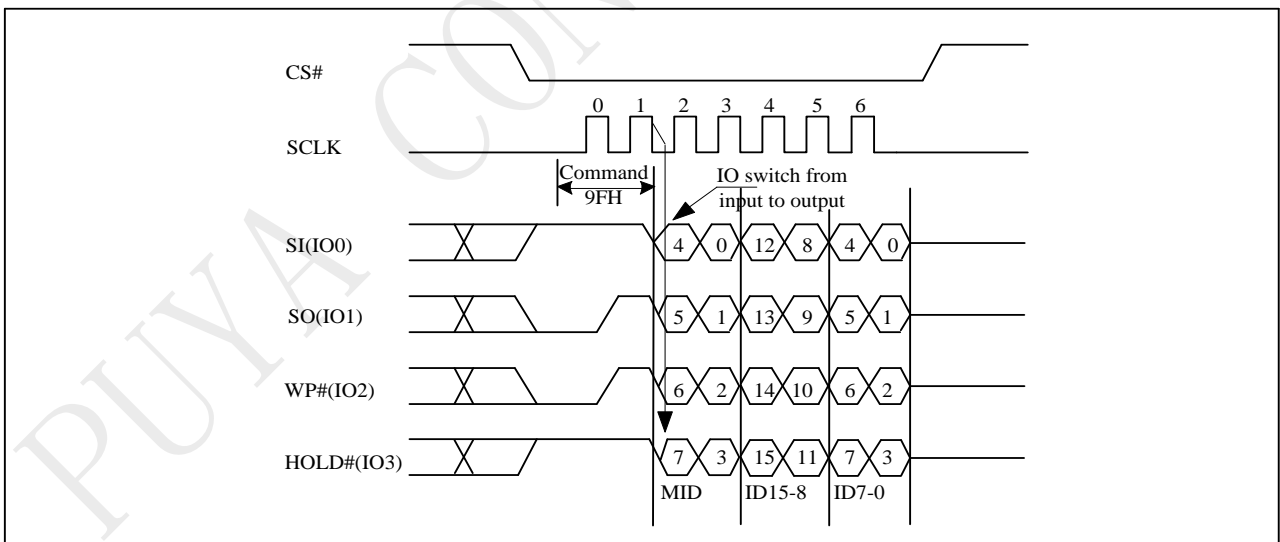 PUYA CON
CS#
0 1 2 3 4 5 6
SCLK
Command
9FH
IO switch from
input to output
SI(IO0)
4 0 12 8 4 0
SO(IO1)
5 1 13 9 5 1
WP#(IO2)
6 2 14 10 6 2
HOLD#(IO3)
7 3 15 11 7 3
MID ID15-8 ID7-0